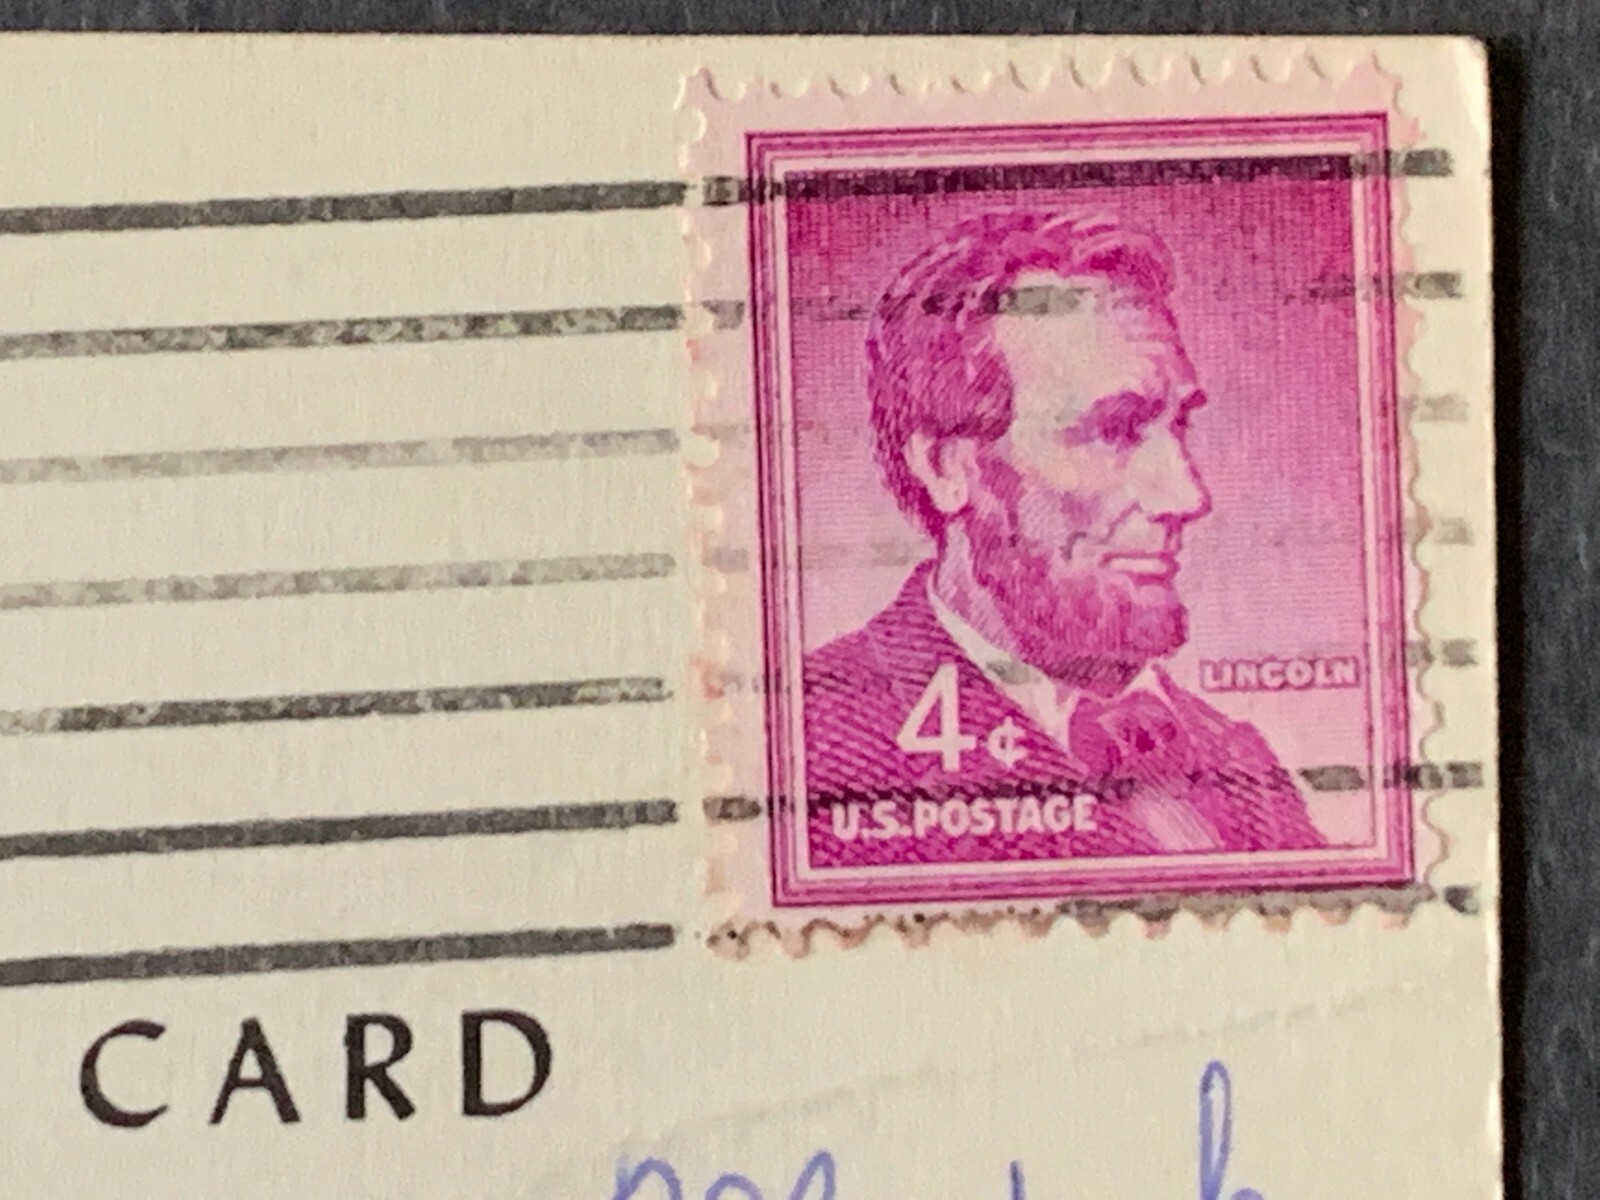 LINCOLN
4¢
U.S. POSTAGE
CARD